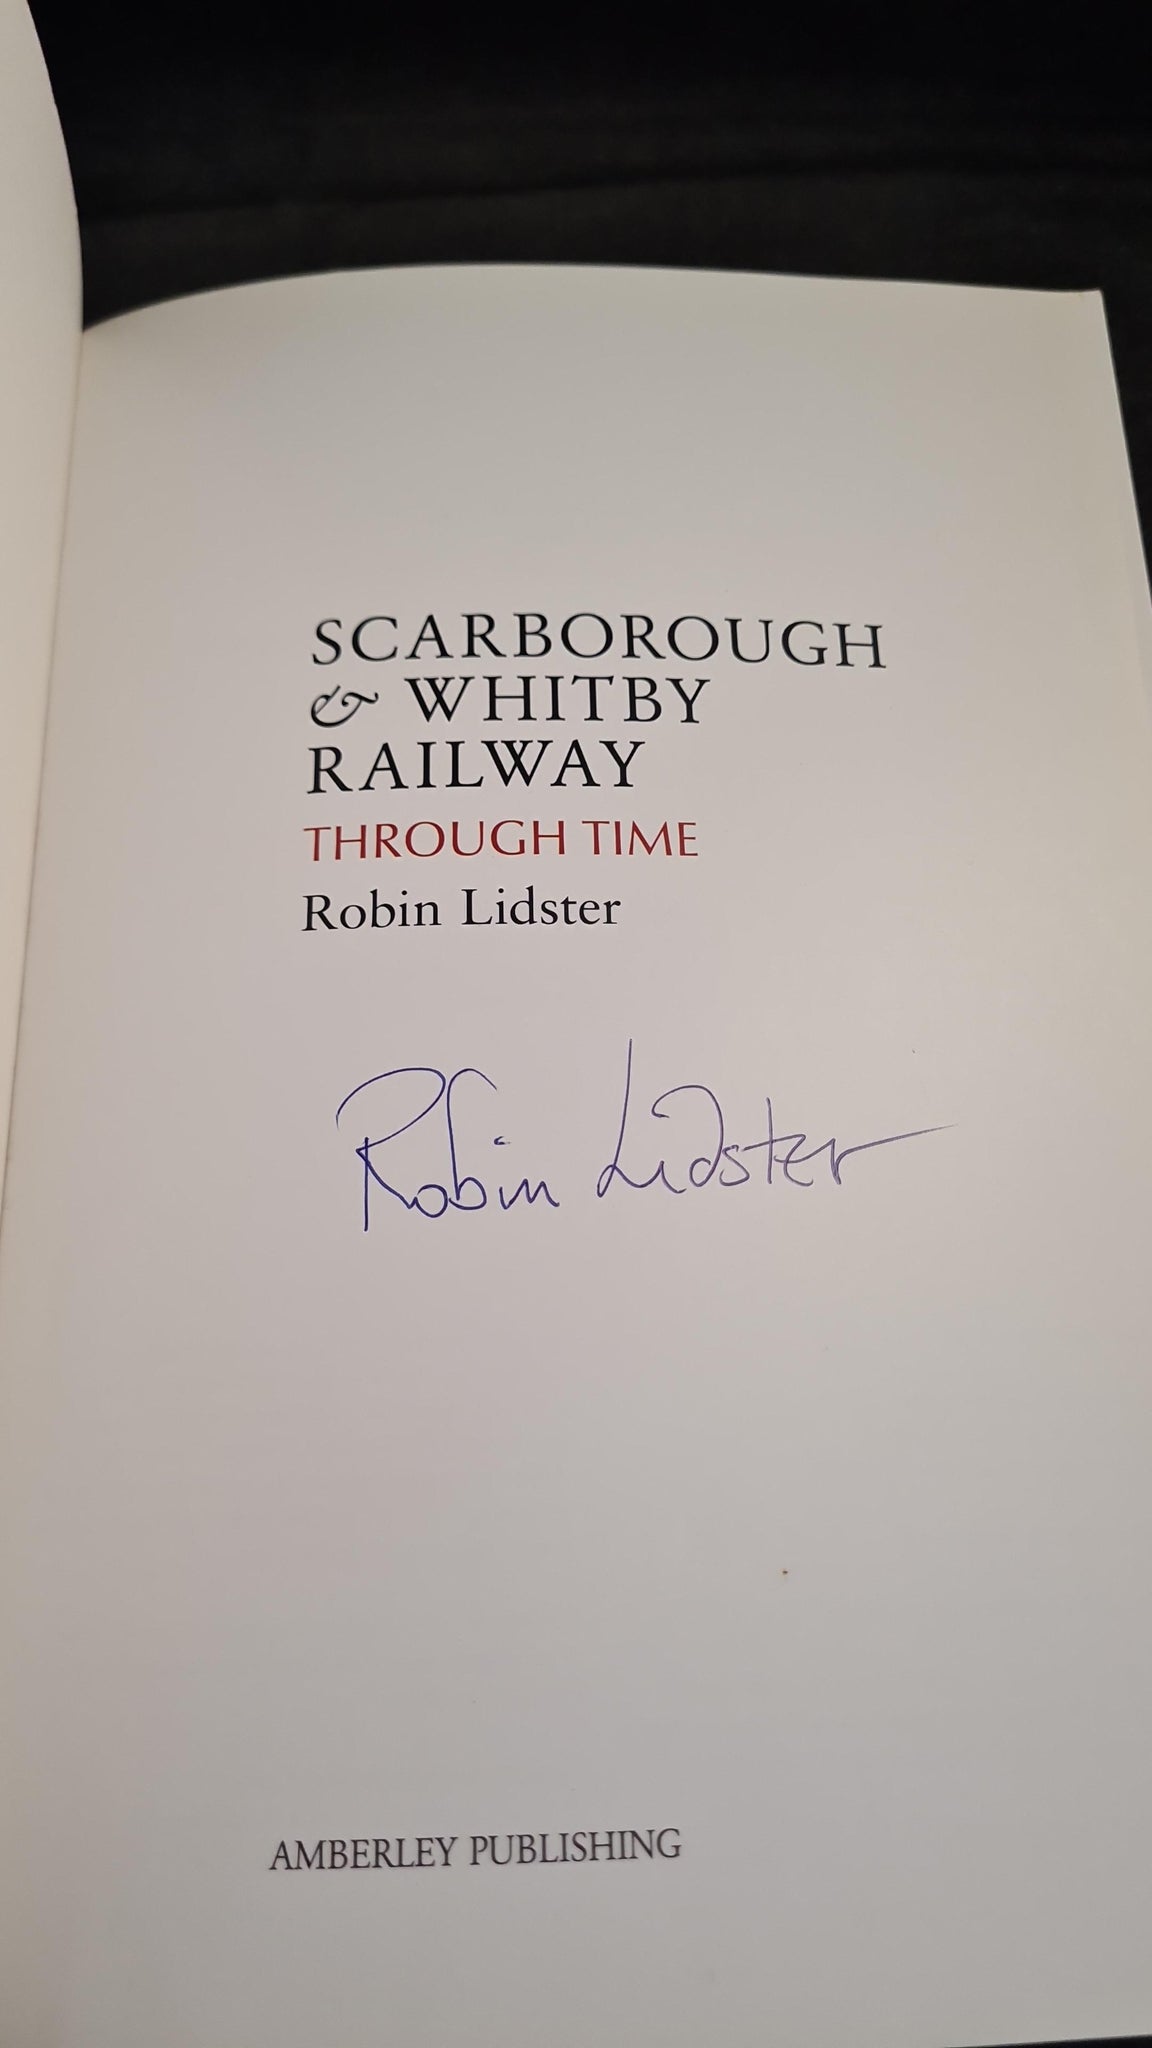 SCARBOROUGH
& WHITBY
RAILWAY
THROUGH TIME
Robin Lidster
Robin Lidster
AMBERLEY PUBLISHING